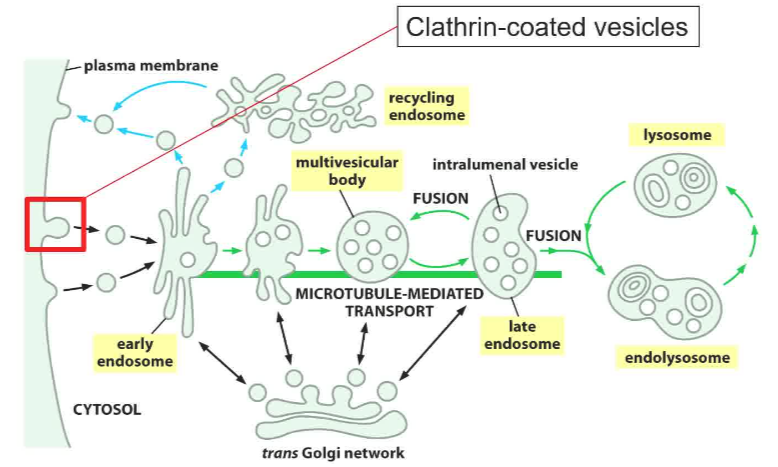 Clathrin-coated vesicles
plasma membrane
recycling
endosome
lysosome
multivesicular
body
intralumenal vesicle
FUSION
FUSION
MICROTUBULE-MEDIATED
TRANSPORT
early
endosome
late
endosome
endolysosome
CYTOSOL
trans Golgi network